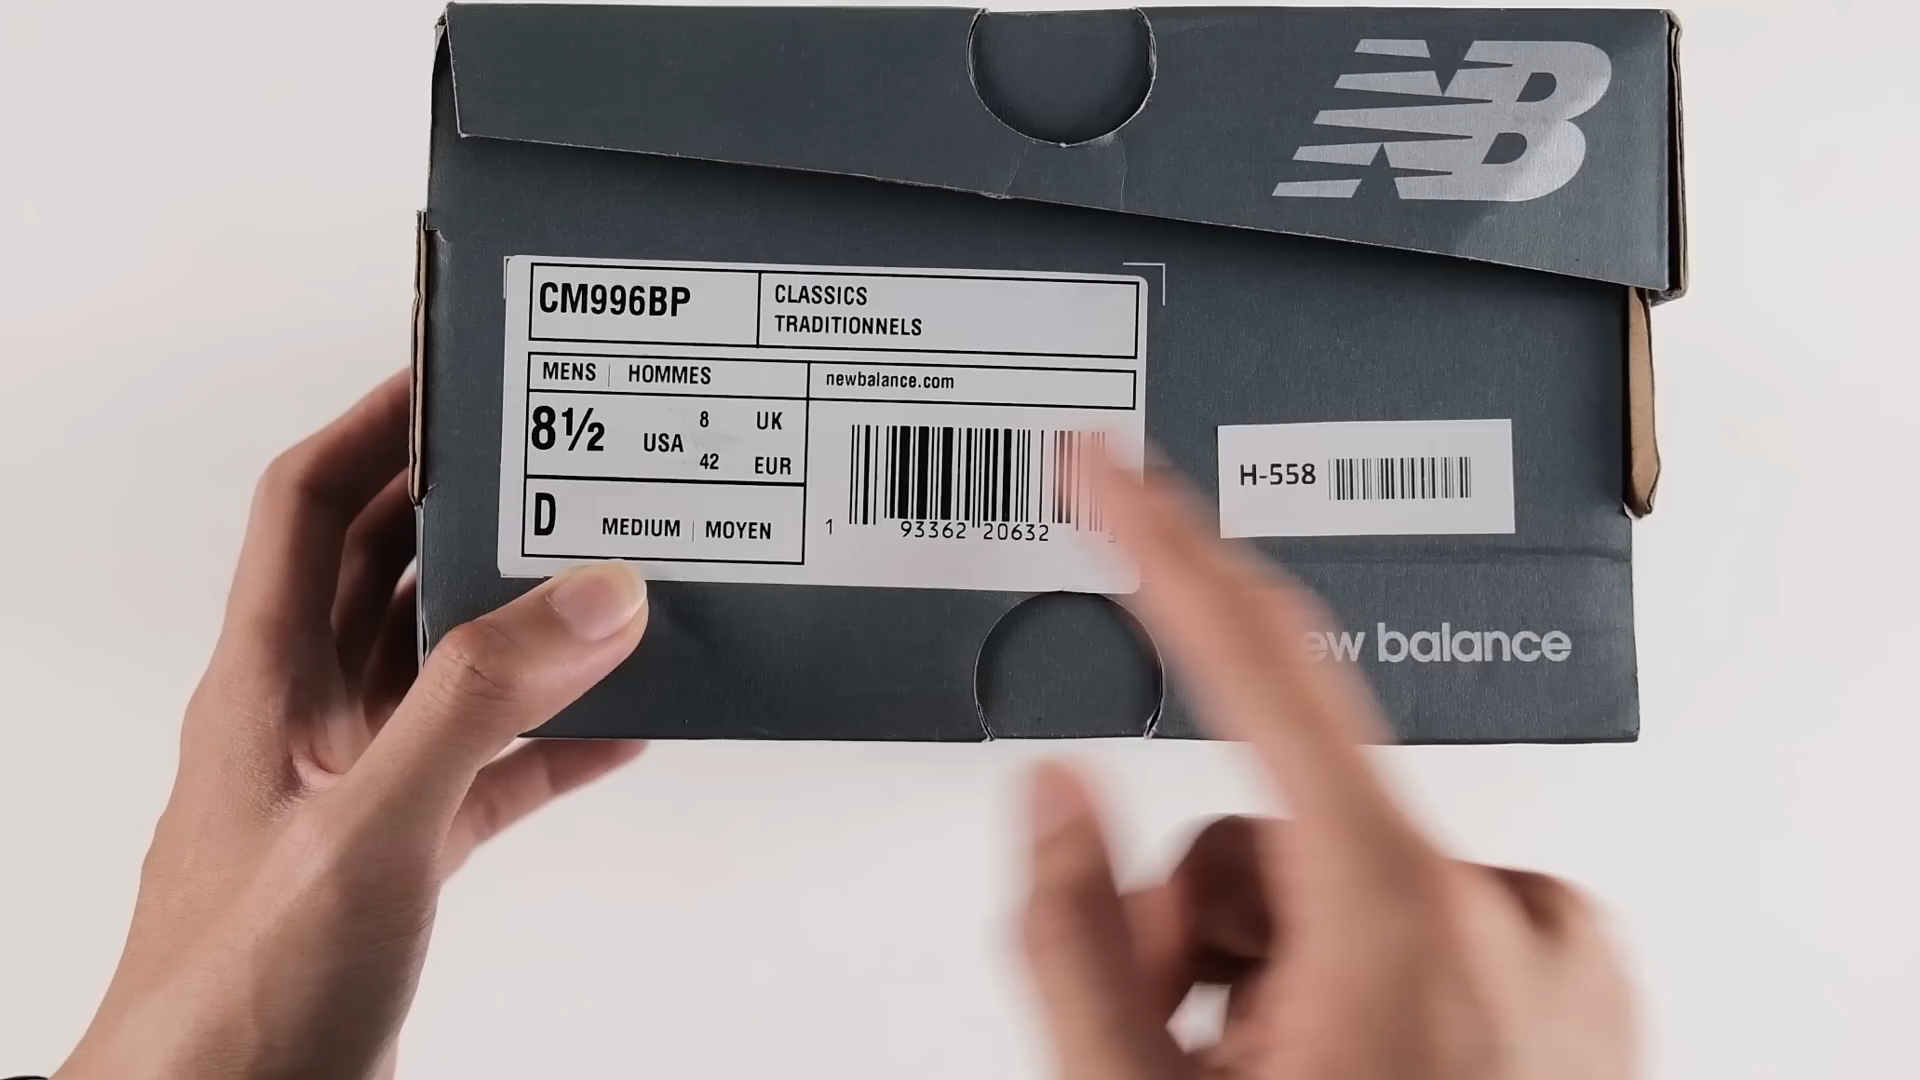 NB
CM996BP
CLASSICS
TRADITIONNELS
MENS | HOMMES
newbalance.com
8½ USA
8 UK
42 EUR
D MEDIUM | MOYEN
1 93362 20632 3
H-558
ew balance